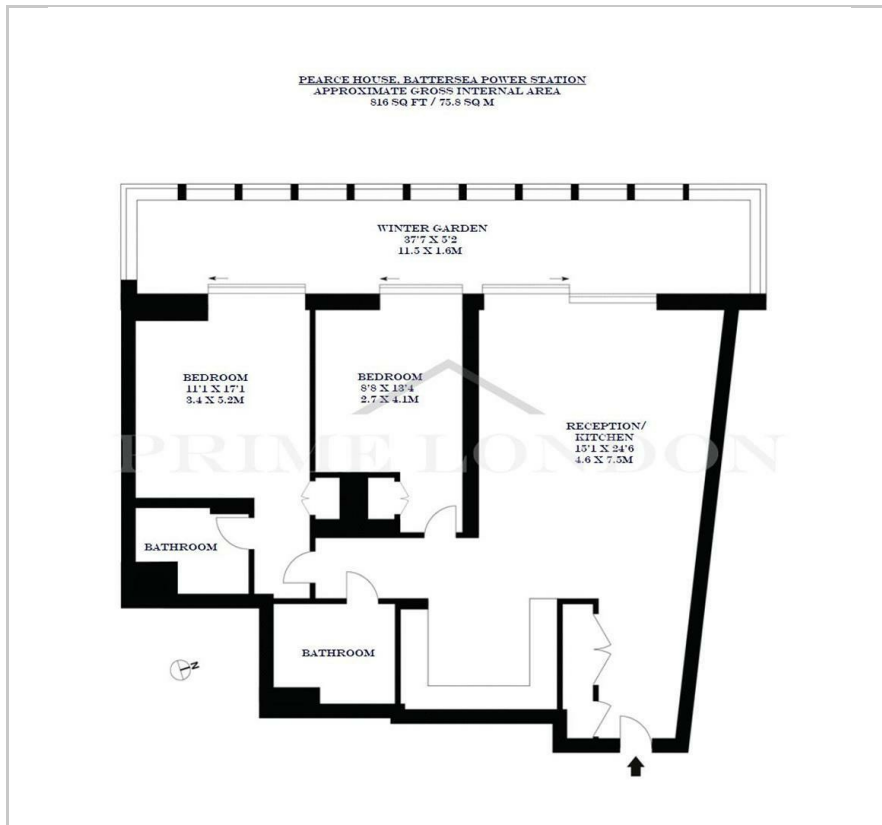 PEARCE HOUSE, BATTERSEA POWER STATION
APPROXIMATE GROSS INTERNAL AREA
816 SQ FT / 75.8 SQ M
WINTER GARDEN
37'7 X 5'2
11.5 X 1.6M
BEDROOM
11'1 X 17'1
3.4 X 5.2M
BEDROOM
8'8 X 13'4
2.7 X 4.1M
RECEPTION/
KITCHEN
15'1 X 24'6
4.6 X 7.5M
PRIME LONDON
BATHROOM
BATHROOM
N